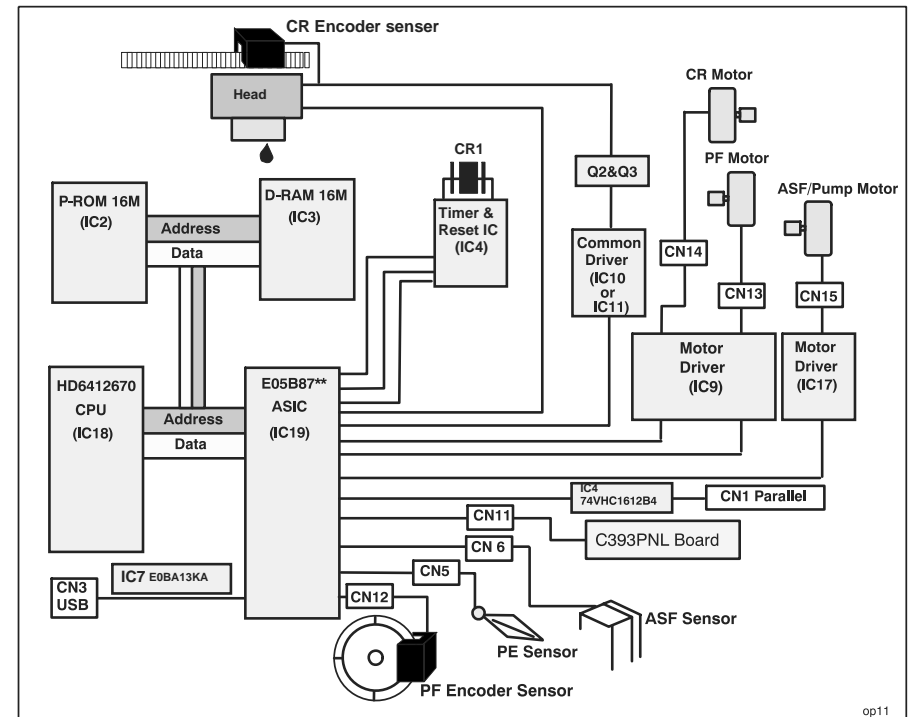 CR Encoder senser
Head
CR Motor
PF Motor
ASF/Pump Motor
CR1
Q2&Q3
P-ROM 16M
(IC2)
D-RAM 16M
(IC3)
Address
Data
Timer &
Reset IC
(IC4)
Common
Driver
(IC10
or
IC11)
CN14
CN13
CN15
Motor
Driver
(IC9)
Motor
Driver
(IC17)
HD6412670
CPU
(IC18)
Address
Data
E05B87**
ASIC
(IC19)
IC4
74VHC1612B4
CN1 Parallel
CN11
C393PNL Board
CN 6
CN5
CN12
IC7 E0BA13KA
CN3
USB
ASF Sensor
PE Sensor
PF Encoder Sensor
op11